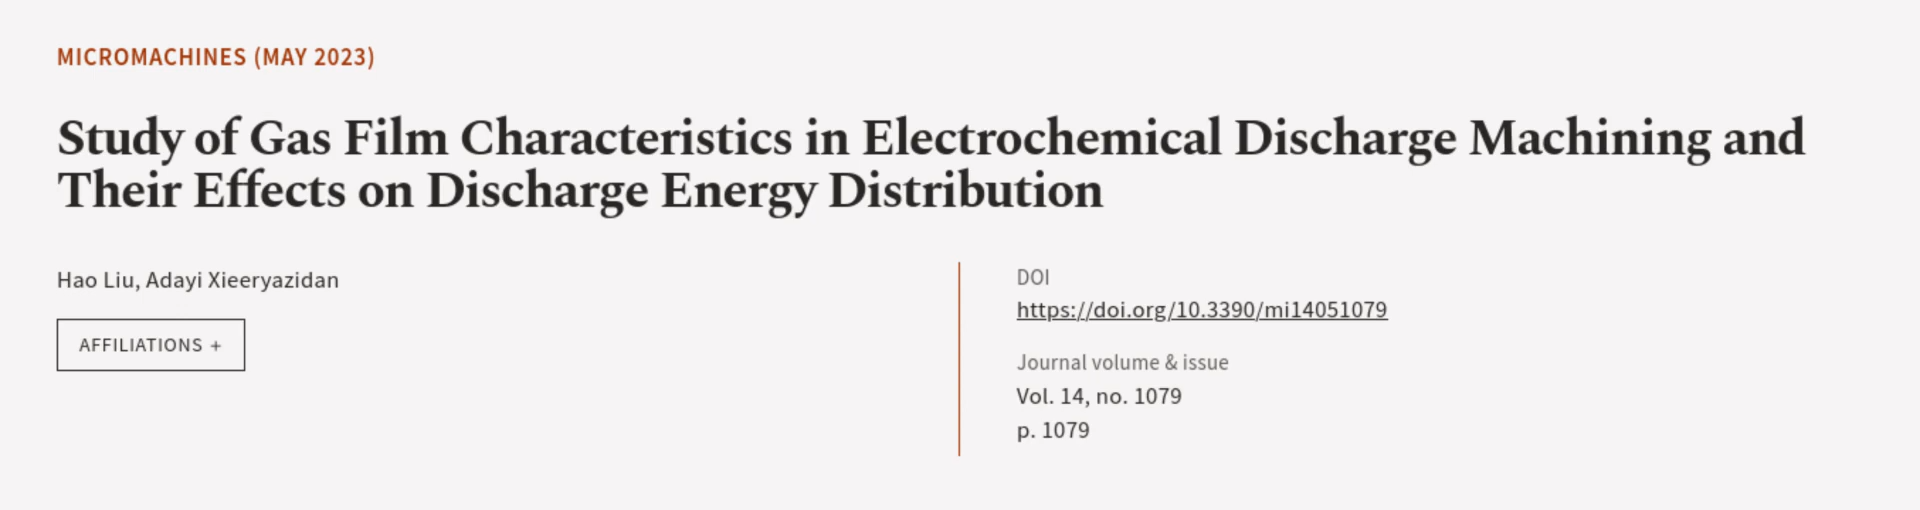 MICROMACHINES (MAY 2023)
Study of Gas Film Characteristics in Electrochemical Discharge Machining and
Their Effects on Discharge Energy Distribution
Hao Liu, Adayi Xieeryazidan
AFFILIATIONS +
DOI
https://doi.org/10.3390/mi14051079
Journal volume & issue
Vol. 14, no. 1079
p. 1079